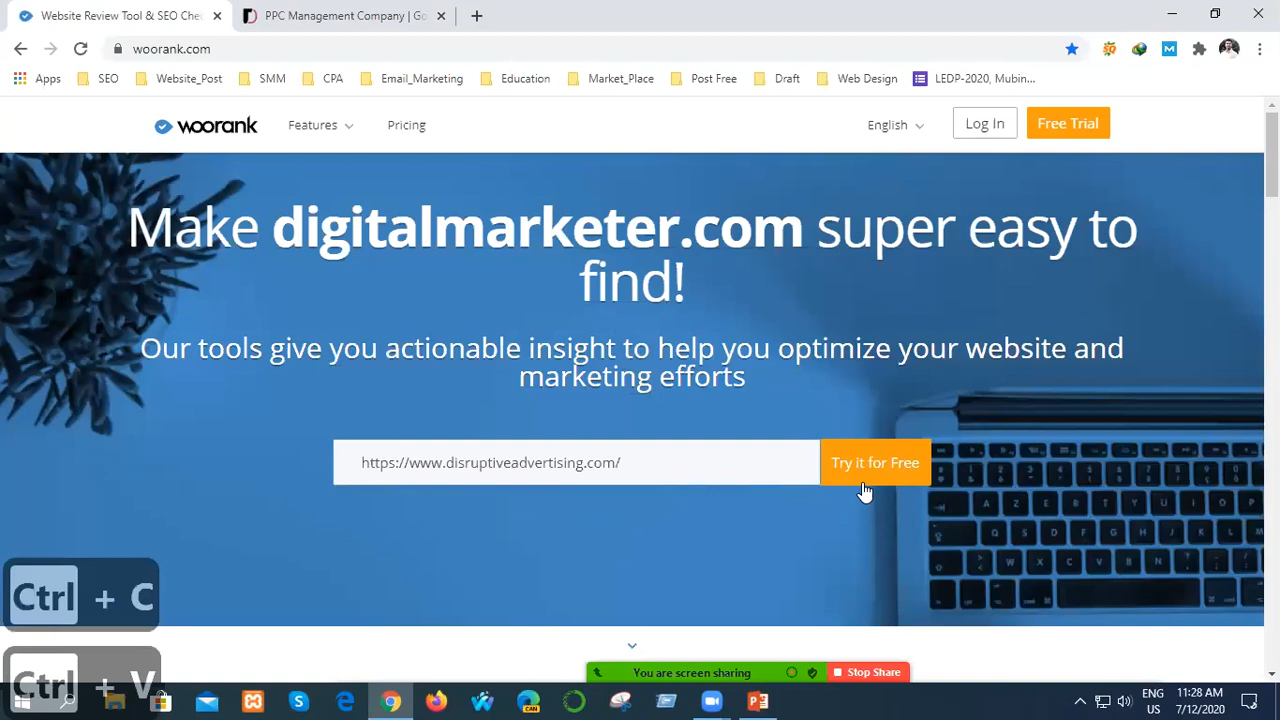 Website Review Tool & SEO Chec
PPC Management Company | Go
woorank.com
Apps
SEO
Website_Post
SMM
CPA
Email_Marketing
Education
Market_Place
Post Free
Draft
Web Design
LEDP-2020, Mubin...
woorank
Features
Pricing
English
Log In
Free Trial
Make digitalmarketer.com super easy to
find!
Our tools give you actionable insight to help you optimize your website and
marketing efforts
https://www.disruptiveadvertising.com/
Try it for Free
Ctrl + C
Ctrl + V
You are screen sharing
Stop Share
ENG
US
11:28 AM
7/12/2020